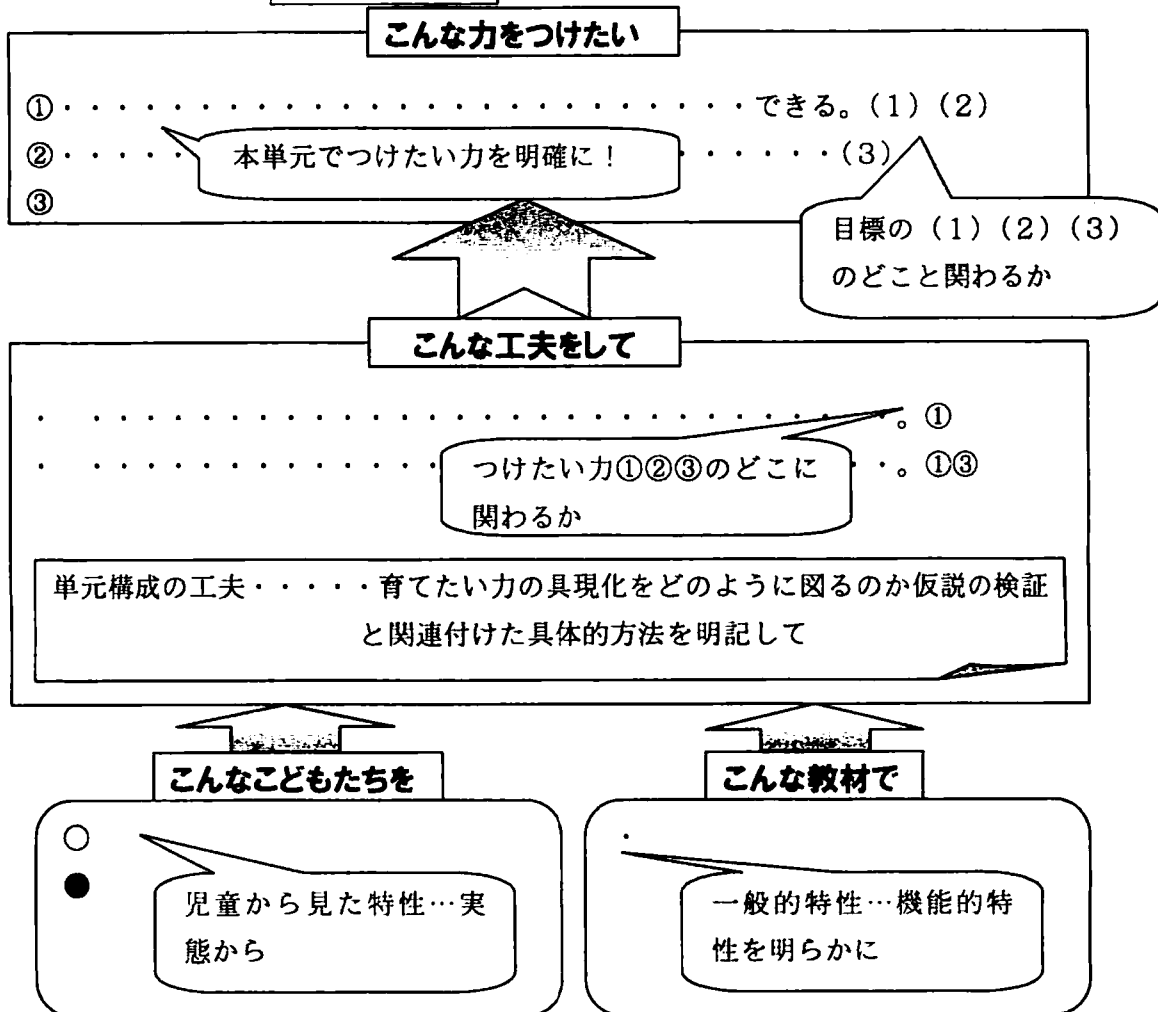 こんな力をつけたい
①・・・・・・・・・・・・・・・・・・・・・・・・・・・・・・・できる。(1)(2)
②・・・・・・・・・・・・(3)
本単元でつけたい力を明確に！
③
目標の(1)(2)(3)
のどこと関わるか
こんな工夫をして
・ ・・・・・・・・・・・・・・・・・・・・・・・・・・・・。①
・ ・・・・・・・・・・・・・・・・・・。①③
つけたい力①②③のどこに
関わるか
単元構成の工夫・・・・・育てたい力の具現化をどのように図るのか仮説の検証
と関連付けた具体的方法を明記して
こんなこどもたちを
○
●
児童から見た特性…実
態から
こんな教材で
・
一般的特性…機能的特
性を明らかに